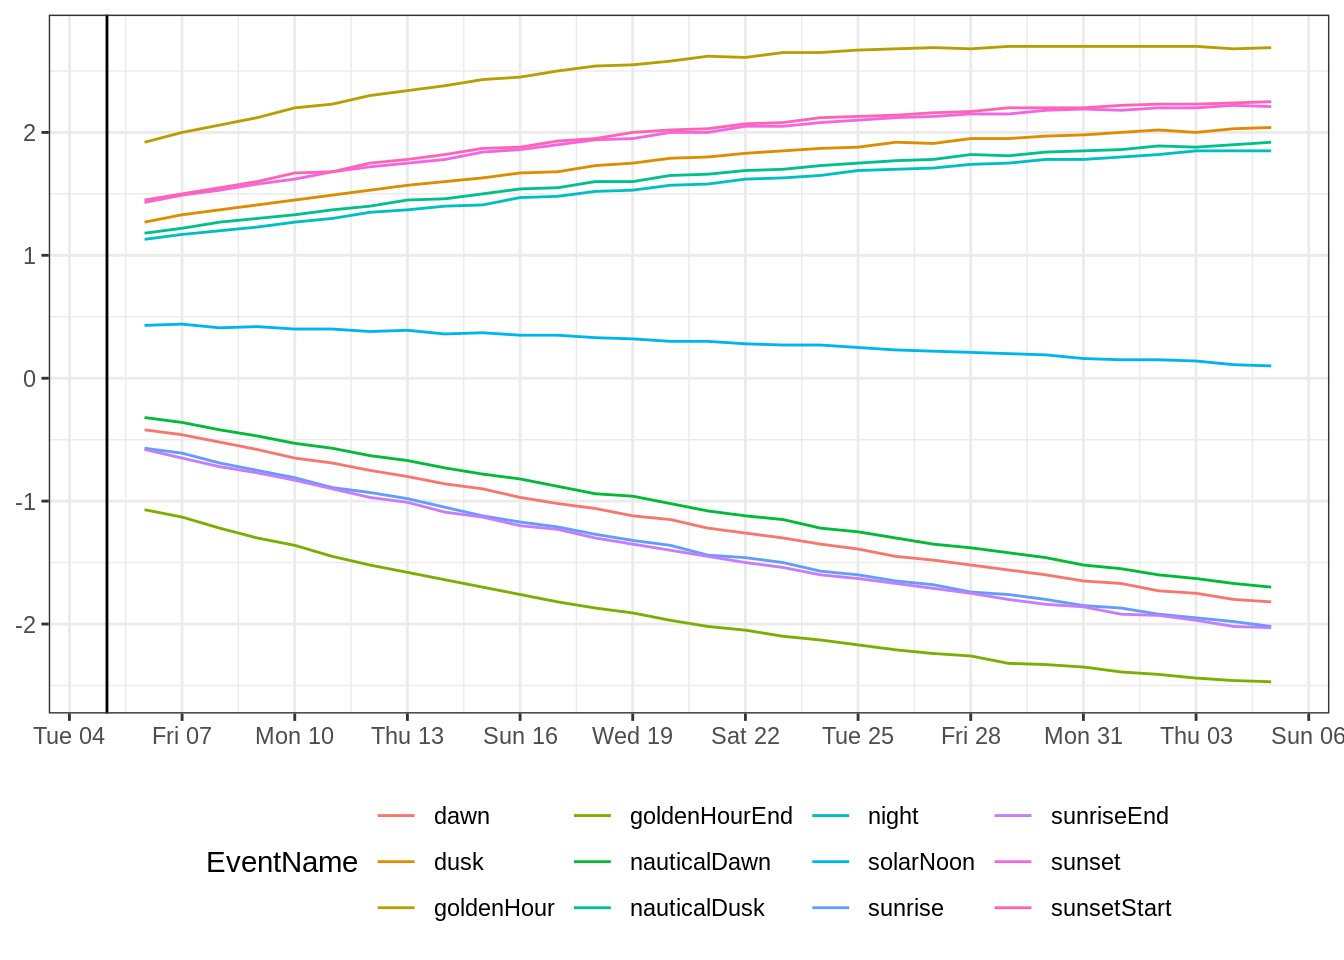 2
1
0
-1
-2
Tue 04 Fri 07 Mon 10 Thu 13 Sun 16 Wed 19 Sat 22 Tue 25 Fri 28 Mon 31 Thu 03 Sun 06
EventName
dawn goldenHourEnd night sunriseEnd
dusk nauticalDawn solarNoon sunset
goldenHour nauticalDusk sunrise sunsetStart